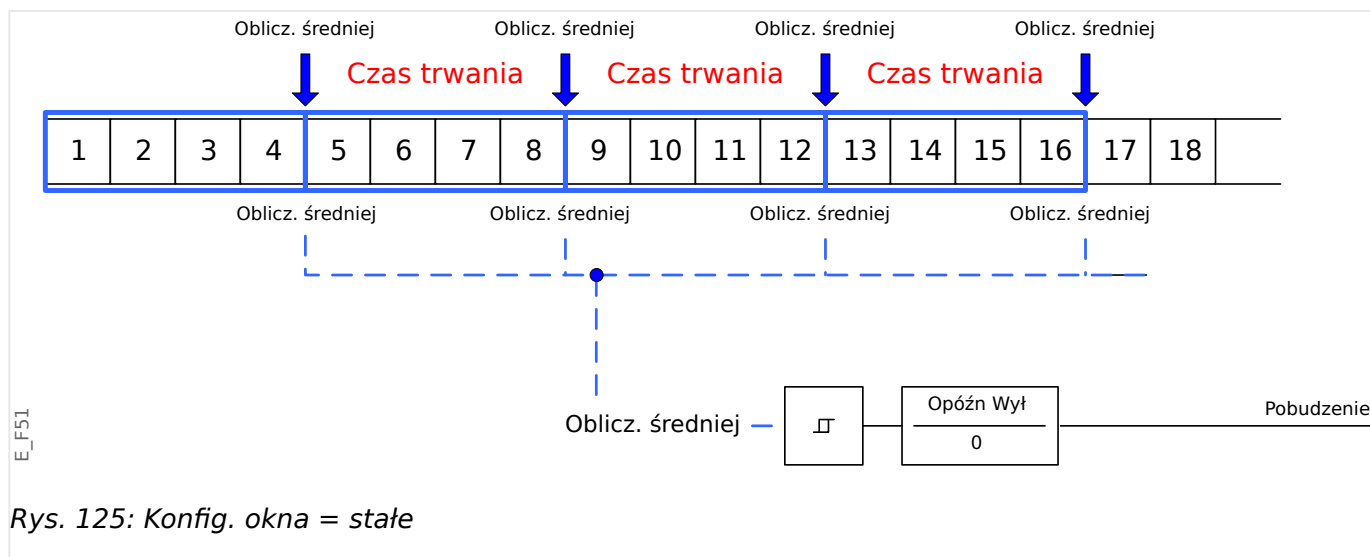 Oblicz. średniej Oblicz. średniej Oblicz. średniej Oblicz. średniej
Czas trwania Czas trwania Czas trwania
1 2 3 4 5 6 7 8 9 10 11 12 13 14 15 16 17 18
Oblicz. średniej Oblicz. średniej Oblicz. średniej Oblicz. średniej
Opóźn Wył
Pobudzenie
Oblicz. średniej
0
E_F51
Rys. 125: Konfig. okna = stałe